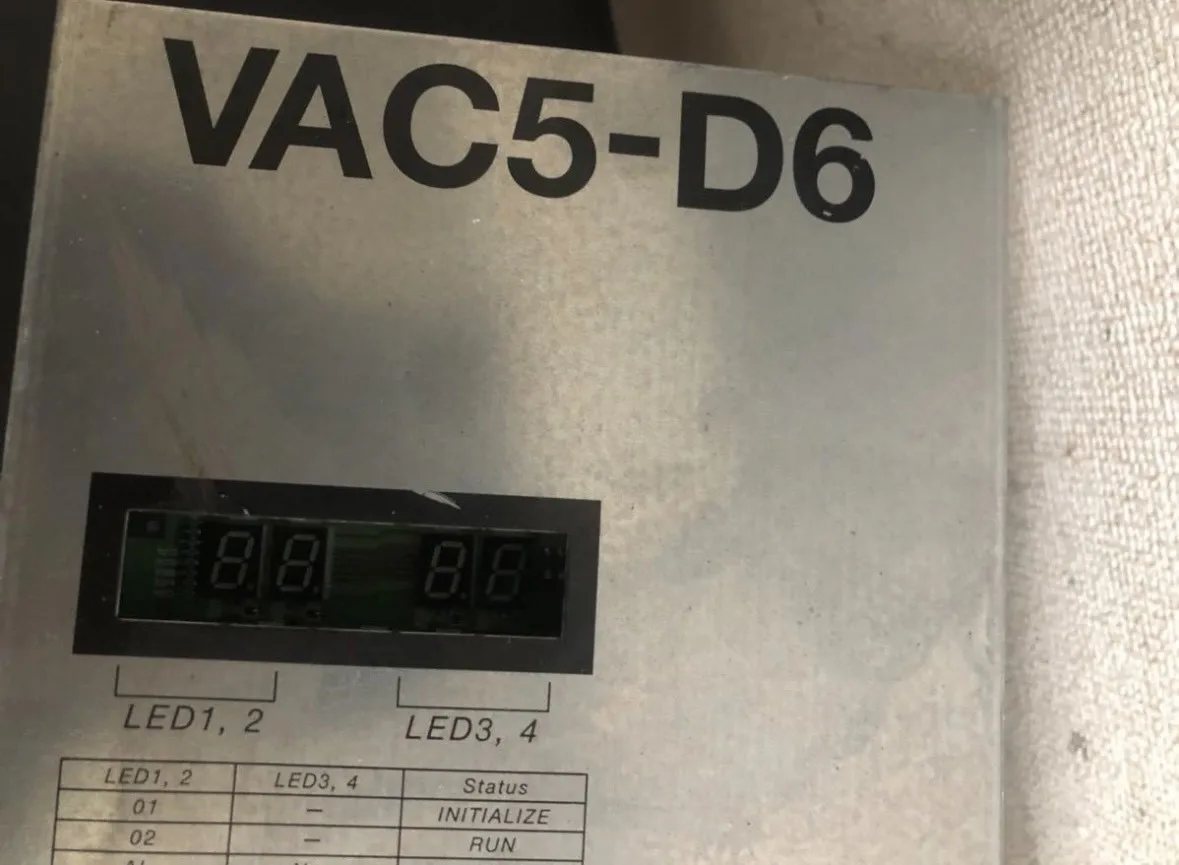 VAC5-D6
LED1, 2 LED3, 4
LED1, 2 LED3, 4 Status
01 — INITIALIZE
02 — RUN